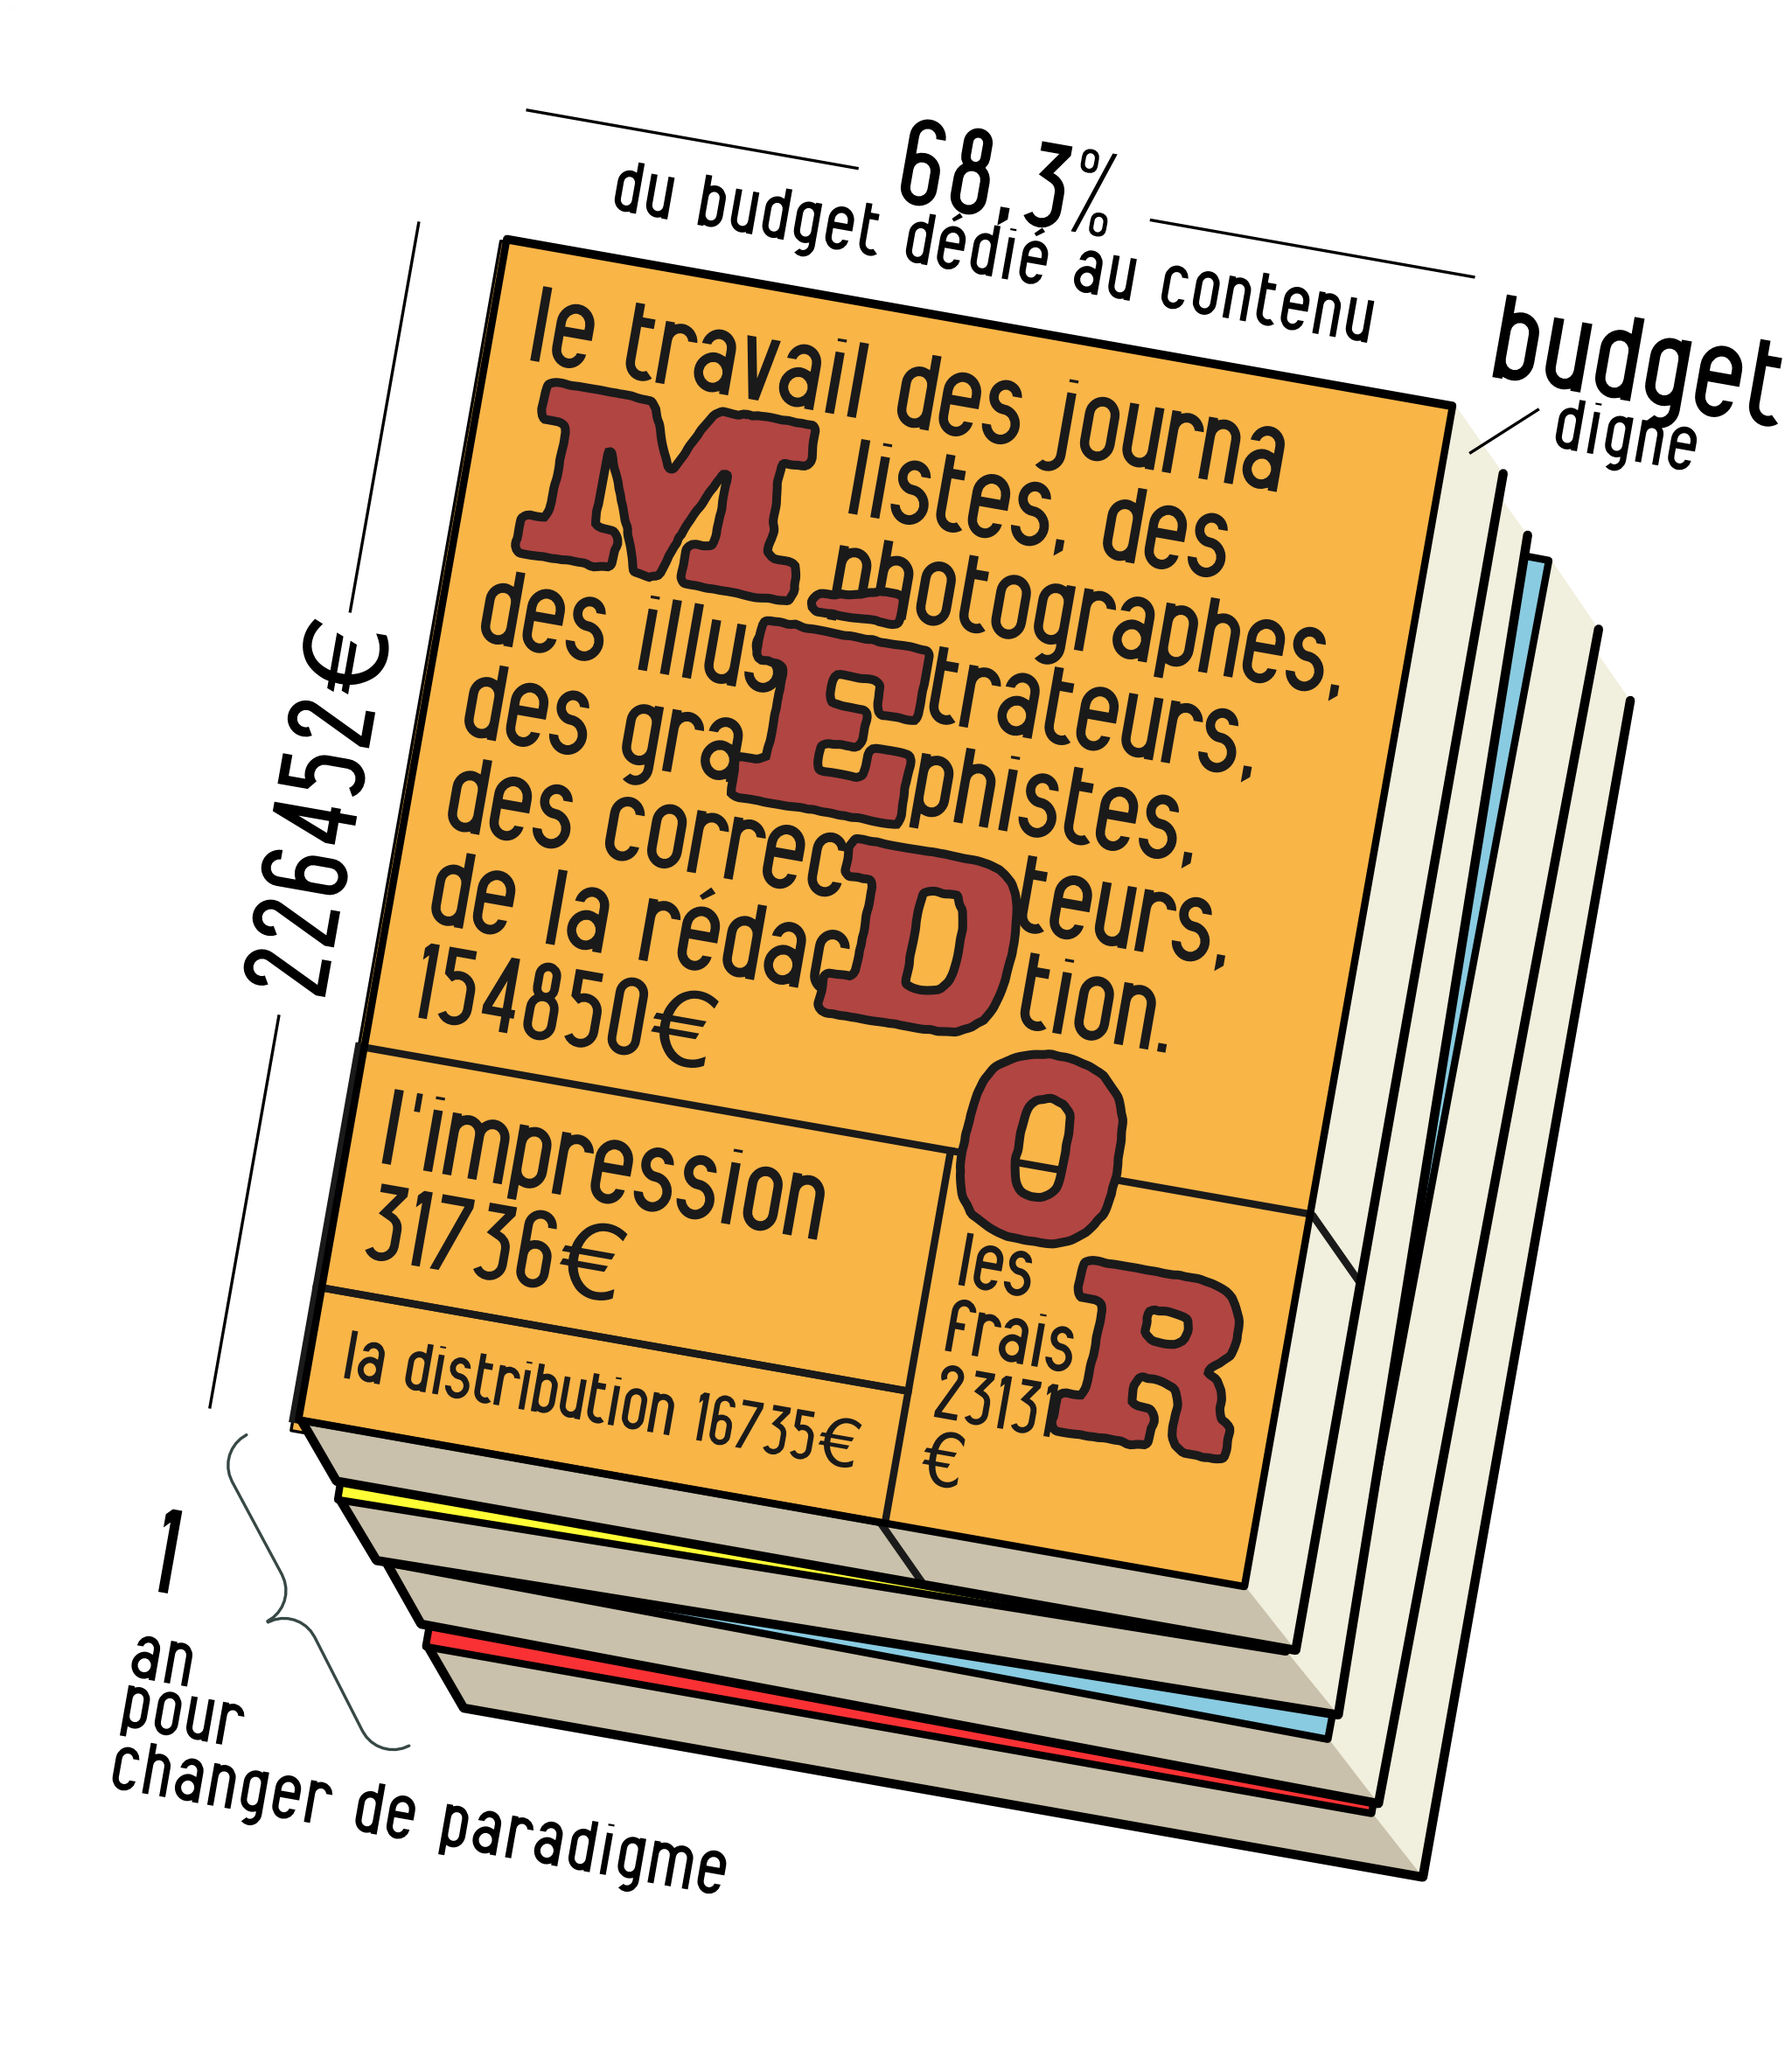 68,3%
du budget dédié au contenu
budget
digne
226452€
le travail des journa
listes, des
photographes,
des illustrateurs,
des graphistes,
des correcteurs,
de la rédaction.
154850€
MÉDOR
l'impression
31736€
les
frais
23131
€
la distribution 16735€
1
an
pour
changer de paradigme